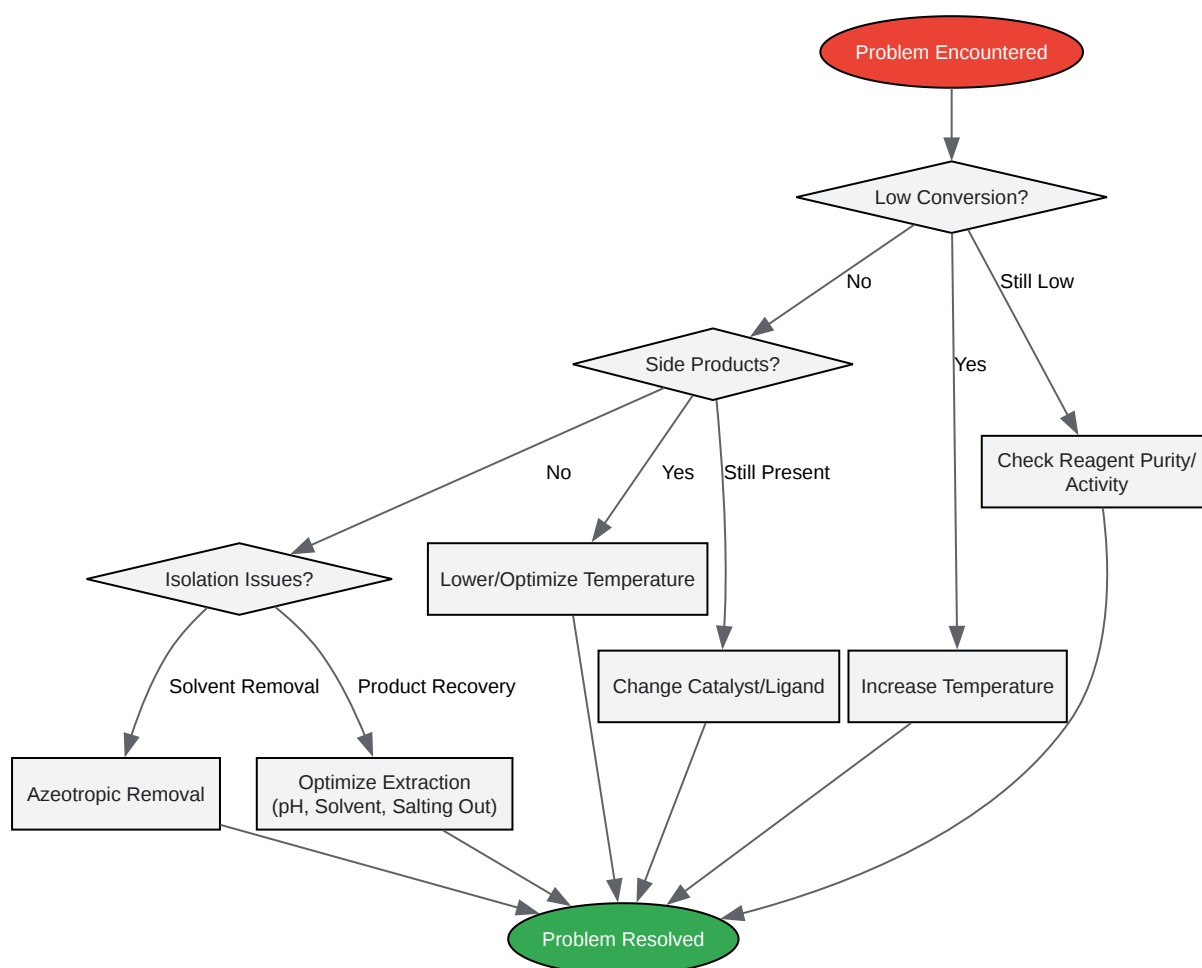 Problem Encountered
Low Conversion?
No
Still Low
Side Products?
Yes
Check Reagent Purity/
Activity
No
Yes
Still Present
Isolation Issues?
Lower/Optimize Temperature
Solvent Removal
Product Recovery
Change Catalyst/Ligand
Increase Temperature
Azeotropic Removal
Optimize Extraction
(pH, Solvent, Salting Out)
Problem Resolved